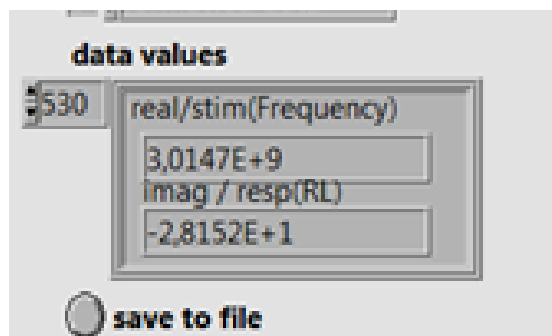 data values
530
real/stim(Frequency)
3,0147E+9
imag / resp(RL)
-2,8152E+1
save to file